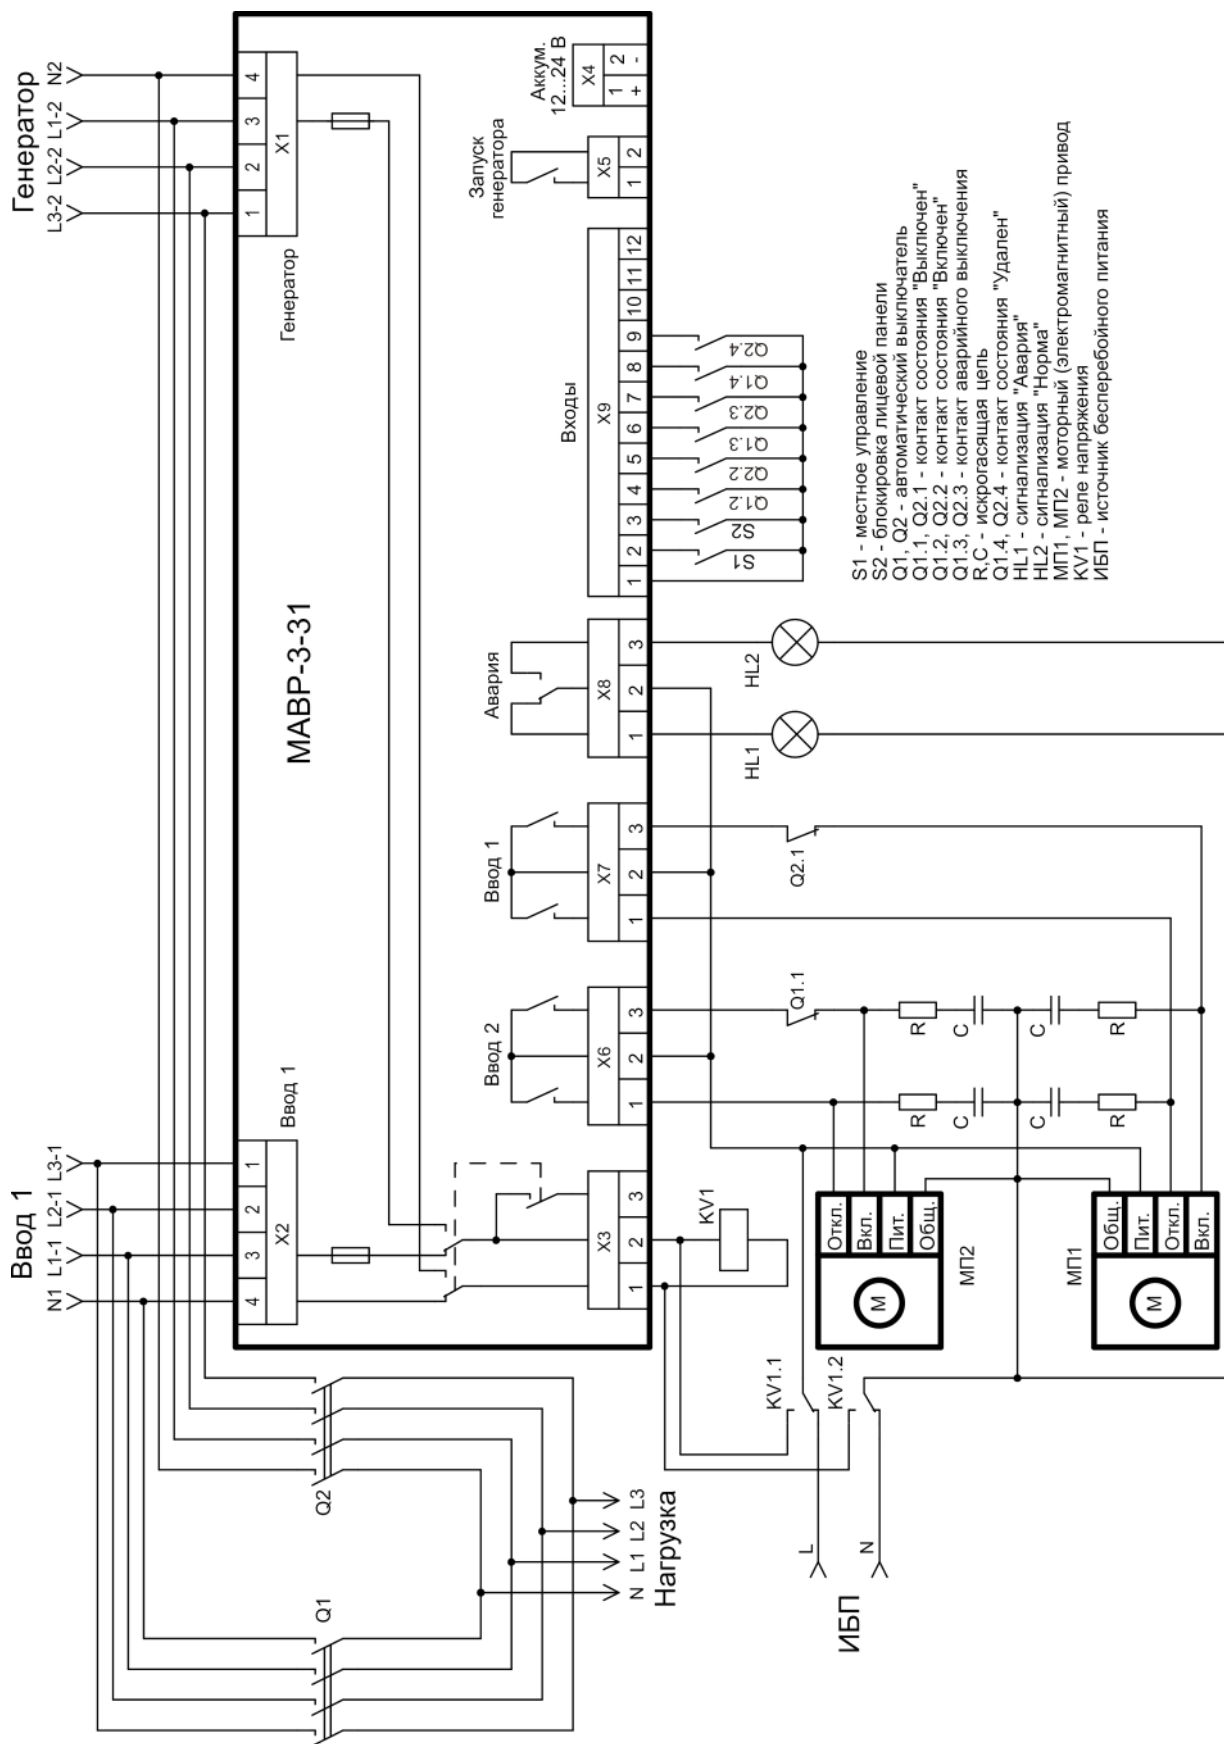 Ввод 1
N1
L1-1
L2-1
L3-1
Генератор
L3-2
L2-2
L1-2
N2
4
3
2
1
X2
Ввод 1
1
2
3
4
X1
Генератор
МАВР-3-31
Q1
Q2
N
L1
L2
L3
Нагрузка
X3
1
2
3
Ввод 2
X6
1
2
3
Ввод 1
X7
1
2
3
Авария
X8
1
2
3
Входы
X9
1
2
3
4
5
6
7
8
9
10
11
12
Запуск
генератора
X5
1
2
Аккум.
12...24 В
X4
1
2
+
-
S1
S2
Q1.2
Q2.2
Q1.3
Q2.3
Q1.4
Q2.4
KV1
KV1.1
KV1.2
L
N
ИБП
Q1.1
Q2.1
HL1
HL2
R
C
C
R
R
C
C
R
Откл.
Вкл.
Пит.
Общ.
М
МП2
Общ.
Пит.
Откл.
Вкл.
М
МП1
S1 - местное управление
S2 - блокировка лицевой панели
Q1, Q2 - автоматический выключатель
Q1.1, Q2.1 - контакт состояния "Выключен"
Q1.2, Q2.2 - контакт состояния "Включен"
Q1.3, Q2.3 - контакт аварийного выключения
R,C - искрогасящая цепь
Q1.4, Q2.4 - контакт состояния "Удален"
HL1 - сигнализация "Авария"
HL2 - сигнализация "Норма"
МП1, МП2 - моторный (электромагнитный) привод
KV1 - реле напряжения
ИБП - источник бесперебойного питания